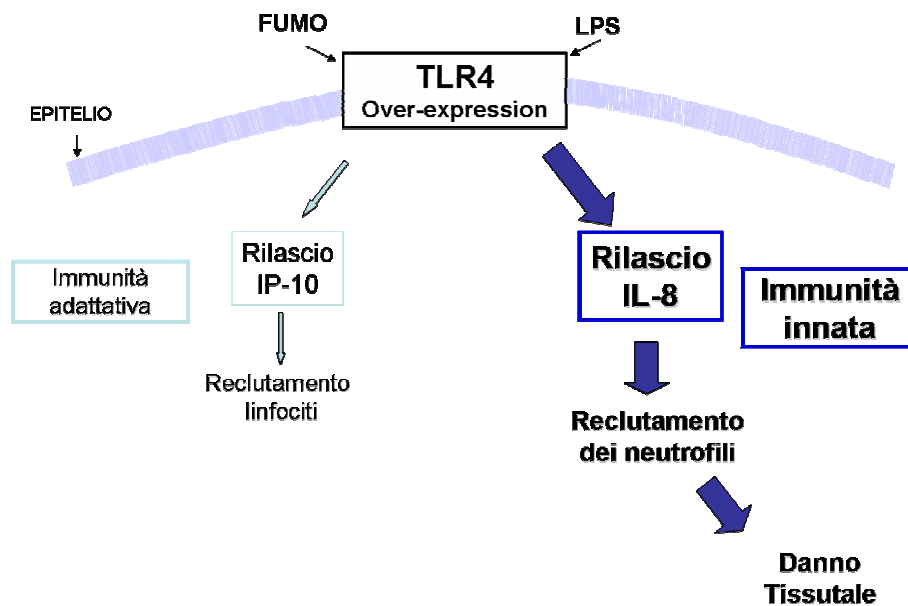 FUMO
LPS
TLR4
Over-expression
EPITELIO
Immunità
adattativa
Rilascio
IP-10
Reclutamento
linfociti
Rilascio
IL-8
Immunità
innata
Reclutamento
dei neutrofili
Danno
Tissutale